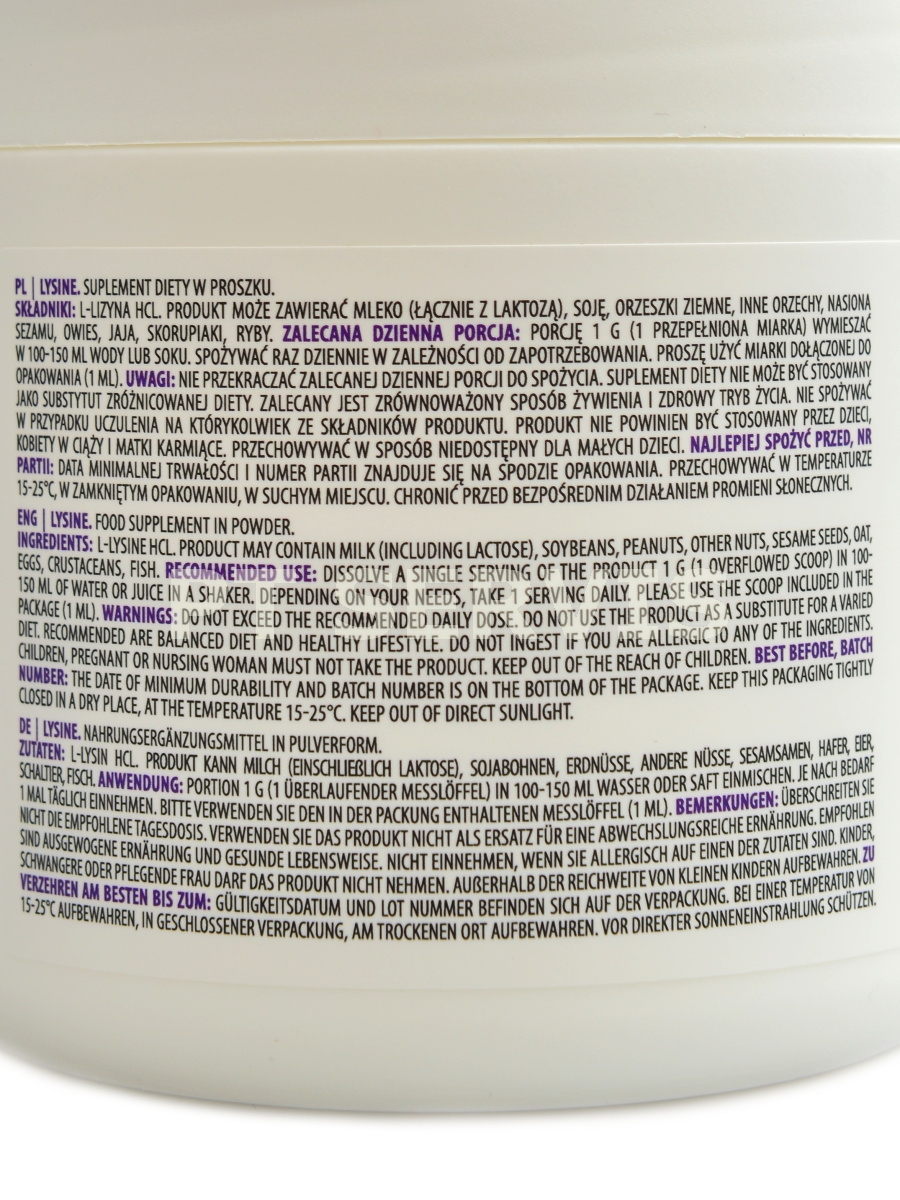 PL | LYSINE. SUPLEMENT DIETY W PROSZKU.
SKŁADNIKI: L-LIZYNA HCL. PRODUKT MOŻE ZAWIERAĆ MLEKO (ŁĄCZNIE Z LAKTOZĄ), SOJĘ, ORZESZKI ZIEMNE, INNE ORZECHY, NASIONA
SEZAMU, OWIES, JAJA, SKORUPIAKI, RYBY. ZALECANA DZIENNA PORCJA: PORCJĘ 1 G (1 PRZEPEŁNIONA MIARKA) WYMIESZAĆ
W 100-150 ML WODY LUB SOKU. SPOŻYWAĆ RAZ DZIENNIE W ZALEŻNOŚCI OD ZAPOTRZEBOWANIA. PROSZĘ UŻYĆ MIARKI DOŁĄCZONEJ DO
OPAKOWANIA (1 ML). UWAGI: NIE PRZEKRACZAĆ ZALECANEJ DZIENNEJ PORCJI DO SPOŻYCIA. SUPLEMENT DIETY NIE MOŻE BYĆ STOSOWANY
JAKO SUBSTYTUT ZRÓŻNICOWANEJ DIETY. ZALECANY JEST ZRÓWNOWAŻONY SPOSÓB ŻYWIENIA I ZDROWY TRYB ŻYCIA. NIE SPOŻYWAĆ
W PRZYPADKU UCZULENIA NA KTÓRYKOLWIEK ZE SKŁADNIKÓW PRODUKTU. PRODUKT NIE POWINIEN BYĆ STOSOWANY PRZEZ DZIECI,
KOBIETY W CIĄŻY I MATKI KARMIĄCE. PRZECHOWYWAĆ W SPOSÓB NIEDOSTĘPNY DLA MAŁYCH DZIECI. NAJLEPIEJ SPOŻYĆ PRZED, NR
PARTII: DATA MINIMALNEJ TRWAŁOŚCI I NUMER PARTII ZNAJDUJE SIĘ NA SPODZIE OPAKOWANIA. PRZECHOWYWAĆ W TEMPERATURZE
15-25°C, W ZAMKNIĘTYM OPAKOWANIU, W SUCHYM MIEJSCU. CHRONIĆ PRZED BEZPOŚREDNIM DZIAŁANIEM PROMIENI SŁONECZNYCH.
ENG | LYSINE. FOOD SUPPLEMENT IN POWDER.
INGREDIENTS: L-LYSINE HCL. PRODUCT MAY CONTAIN MILK (INCLUDING LACTOSE), SOYBEANS, PEANUTS, OTHER NUTS, SESAME SEEDS, OAT,
EGGS, CRUSTACEANS, FISH. RECOMMENDED USE: DISSOLVE A SINGLE SERVING OF THE PRODUCT 1 G (1 OVERFLOWED SCOOP) IN 100-
150 ML OF WATER OR JUICE IN A SHAKER. DEPENDING ON YOUR NEEDS, TAKE 1 SERVING DAILY. PLEASE USE THE SCOOP INCLUDED IN THE
PACKAGE (1 ML). WARNINGS: DO NOT EXCEED THE RECOMMENDED DAILY DOSE. DO NOT USE THE PRODUCT AS A SUBSTITUTE FOR A VARIED
DIET. RECOMMENDED ARE BALANCED DIET AND HEALTHY LIFESTYLE. DO NOT INGEST IF YOU ARE ALLERGIC TO ANY OF THE INGREDIENTS.
CHILDREN, PREGNANT OR NURSING WOMAN MUST NOT TAKE THE PRODUCT. KEEP OUT OF THE REACH OF CHILDREN. BEST BEFORE, BATCH
NUMBER: THE DATE OF MINIMUM DURABILITY AND BATCH NUMBER IS ON THE BOTTOM OF THE PACKAGE. KEEP THIS PACKAGING TIGHTLY
CLOSED IN A DRY PLACE, AT THE TEMPERATURE 15-25°C. KEEP OUT OF DIRECT SUNLIGHT.
DE | LYSINE. NAHRUNGSERGÄNZUNGSMITTEL IN PULVERFORM.
ZUTATEN: L-LYSIN HCL. PRODUKT KANN MILCH (EINSCHLIEßLICH LAKTOSE), SOJABOHNEN, ERDNÜSSE, ANDERE NÜSSE, SESAMSAMEN, HAFER, EIER,
SCHALTIER, FISCH. ANWENDUNG: PORTION 1 G (1 ÜBERLAUFENDER MESSLÖFFEL) IN 100-150 ML WASSER ODER SAFT EINMISCHEN. JE NACH BEDARF
1 MAL TÄGLICH EINNEHMEN. BITTE VERWENDEN SIE DEN IN DER PACKUNG ENTHALTENEN MESSLÖFFEL (1 ML). BEMERKUNGEN: ÜBERSCHREITEN SIE
NICHT DIE EMPFOHLENE TAGESDOSIS. VERWENDEN SIE DAS PRODUKT NICHT ALS ERSATZ FÜR EINE ABWECHSLUNGSREICHE ERNÄHRUNG. EMPFOHLEN
SIND AUSGEWOGENE ERNÄHRUNG UND GESUNDE LEBENSWEISE. NICHT EINNEHMEN, WENN SIE ALLERGISCH AUF EINEN DER ZUTATEN SIND. KINDER,
SCHWANGERE ODER PFLEGENDE FRAU DARF DAS PRODUKT NICHT NEHMEN. AUßERHALB DER REICHWEITE VON KLEINEN KINDERN AUFBEWAHREN. ZU
VERZEHREN AM BESTEN BIS ZUM: GÜLTIGKEITSDATUM UND LOT NUMMER BEFINDEN SICH AUF DER VERPACKUNG. BEI EINER TEMPERATUR VON
15-25°C AUFBEWAHREN, IN GESCHLOSSENER VERPACKUNG, AM TROCKENEN ORT AUFBEWAHREN. VOR DIREKTER SONNENEINSTRAHLUNG SCHÜTZEN.